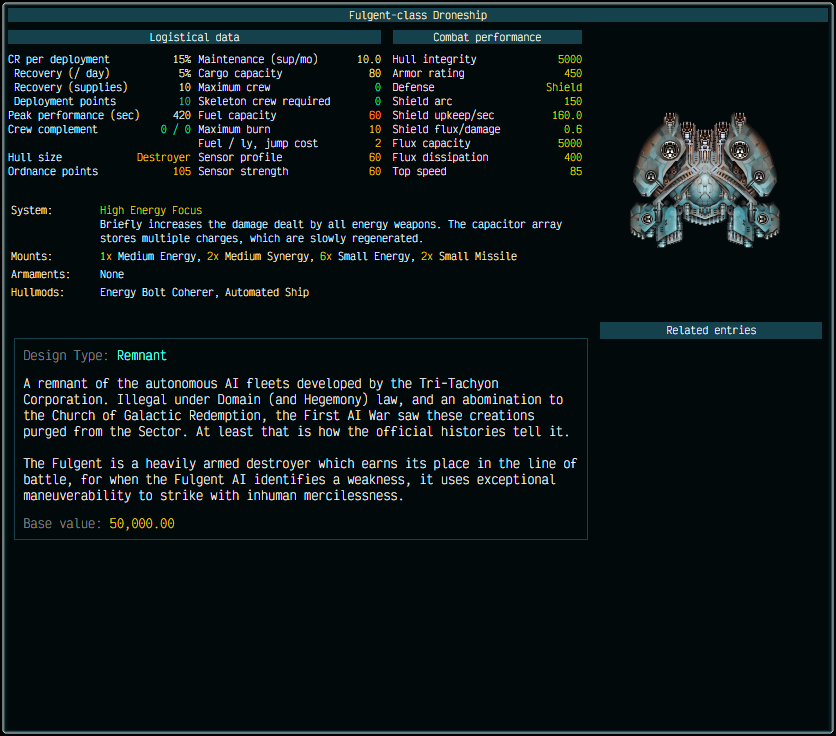 Fulgent-class Droneship
Logistical data
Combat performance
CR per deployment 15% Maintenance (sup/mo) 10.0 Hull integrity 5000
Recovery (/ day) 5% Cargo capacity 80 Armor rating 450
Recovery (supplies) 10 Maximum crew 0 Defense Shield
Deployment points 10 Skeleton crew required 0 Shield arc 150
Peak performance (sec) 420 Fuel capacity 60 Shield upkeep/sec 160.0
Crew complement 0 / 0 Maximum burn 10 Shield flux/damage 0.6
Fuel / ly, jump cost 2 Flux capacity 5000
Hull size Destroyer Sensor profile 60 Flux dissipation 400
Ordnance points 105 Sensor strength 60 Top speed 85
System: High Energy Focus
Briefly increases the damage dealt by all energy weapons. The capacitor array
stores multiple charges, which are slowly regenerated.
Mounts: 1x Medium Energy, 2x Medium Synergy, 6x Small Energy, 2x Small Missile
Armaments: None
Hullmods: Energy Bolt Coherer, Automated Ship
Related entries
Design Type: Remnant
A remnant of the autonomous AI fleets developed by the Tri-Tachyon
Corporation. Illegal under Domain (and Hegemony) law, and an abomination to
the Church of Galactic Redemption, the First AI War saw these creations
purged from the Sector. At least that is how the official histories tell it.
The Fulgent is a heavily armed destroyer which earns its place in the line of
battle, for when the Fulgent AI identifies a weakness, it uses exceptional
maneuverability to strike with inhuman mercilessness.
Base value: 50,000.00